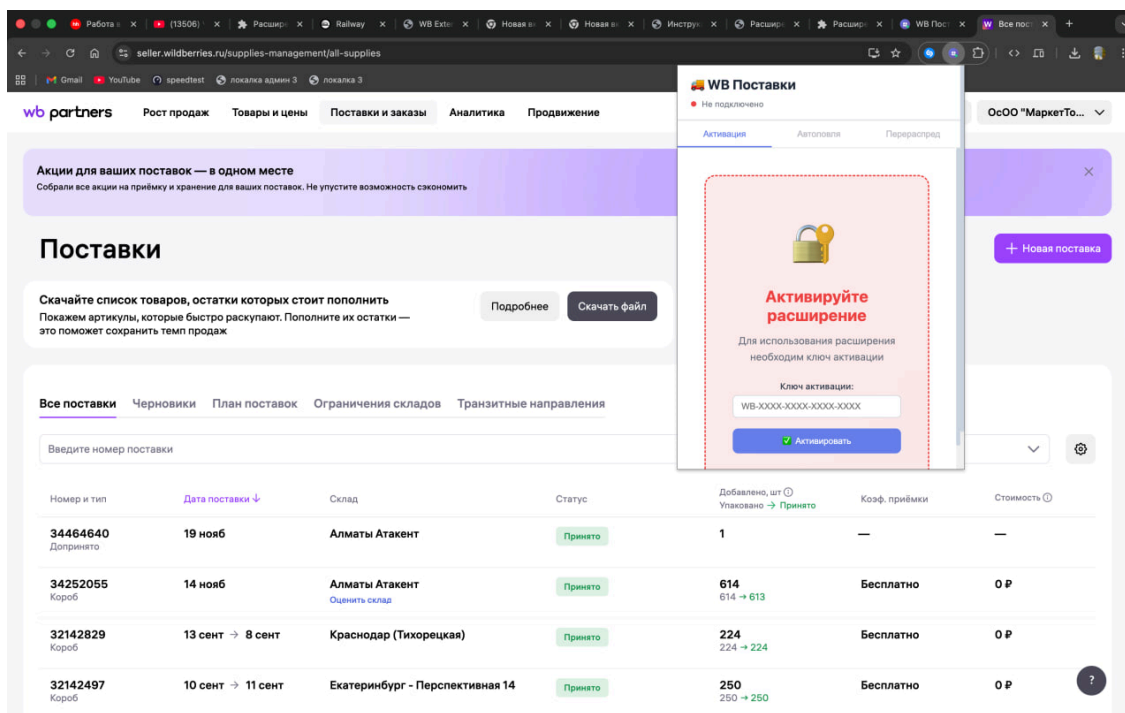 Работа в
(13506)
Расшир
Railway
WB Exte
Новая в
Новая в
Инструк
Расшир
Расшир
WB Пост
Все пос
seller.wildberries.ru/supplies-management/all-supplies
Gmail
YouTube
speedtest
локалка админ 3
локалка 3
wb partners
Рост продаж
Товары и цены
Поставки и заказы
Аналитика
Продвижение
ОсОО "МаркетТо...
WB Поставки
Не подключено
Активация
Автоловля
Перераспред
Активируйте
расширение
Для использования расширения
необходим ключ активации
Ключ активации:
WB-XXXX-XXXX-XXXX-XXXX
Активировать
Акции для ваших поставок — в одном месте
Собрали все акции на приёмку и хранение для ваших поставок. Не упустите возможность сэкономить
Поставки
+ Новая поставка
Скачайте список товаров, остатки которых стоит пополнить
Покажем артикулы, которые быстро раскупают. Пополните их остатки —
это поможет сохранить темп продаж
Подробнее
Скачать файл
Все поставки
Черновики
План поставок
Ограничения складов
Транзитные направления
Введите номер поставки
Номер и тип
Дата поставки ↓
Склад
Статус
Добавлено, шт
Упаковано → Принято
Коэф. приёмки
Стоимость
34464640
Допринято
19 нояб
Алматы Атакент
Принято
1
—
—
34252055
Короб
14 нояб
Алматы Атакент
Оценить склад
Принято
614
614 → 613
Бесплатно
0 ₽
32142829
Короб
13 сент → 8 сент
Краснодар (Тихорецкая)
Принято
224
224 → 224
Бесплатно
0 ₽
32142497
Короб
10 сент → 11 сент
Екатеринбург - Перспективная 14
Принято
250
250 → 250
Бесплатно
0 ₽
?